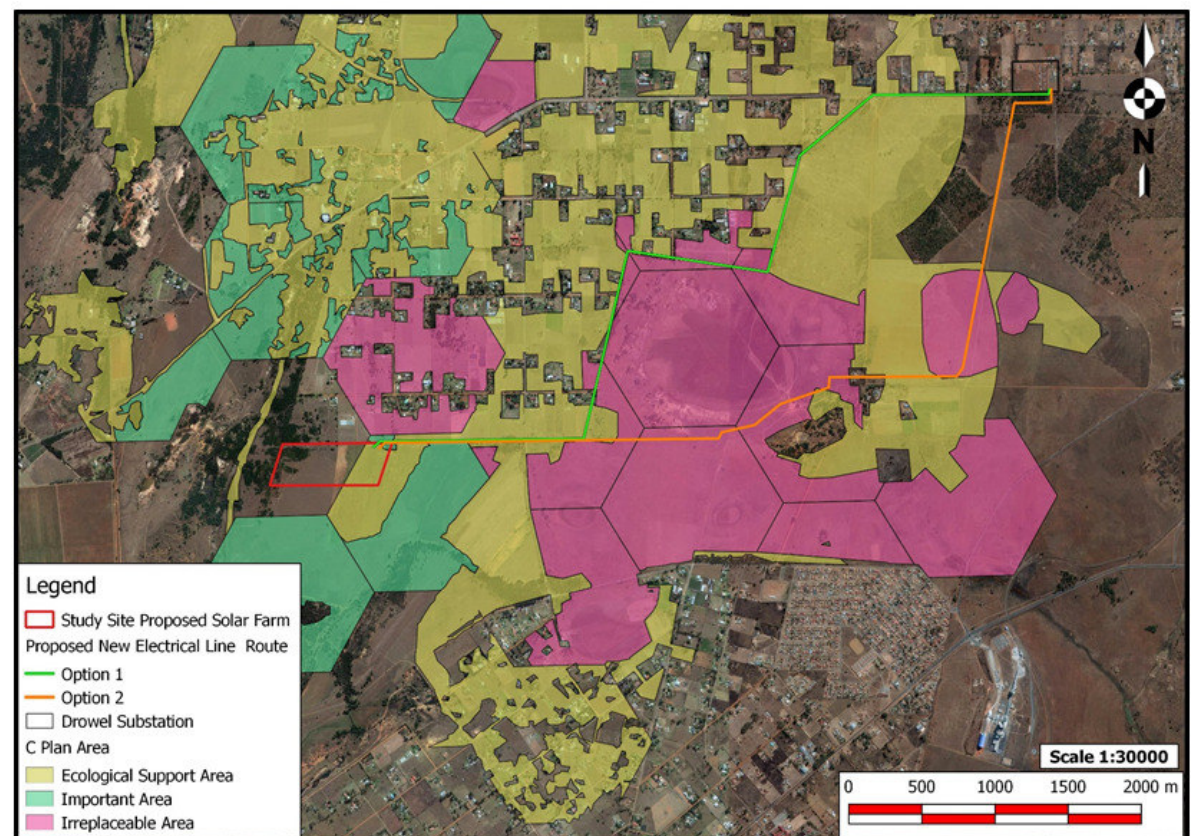 N
Legend
Study Site Proposed Solar Farm
Proposed New Electrical Line Route
Option 1
Option 2
Drowel Substation
C Plan Area
Ecological Support Area
Important Area
Irreplaceable Area
Scale 1:30000
0 500 1000 1500 2000 m